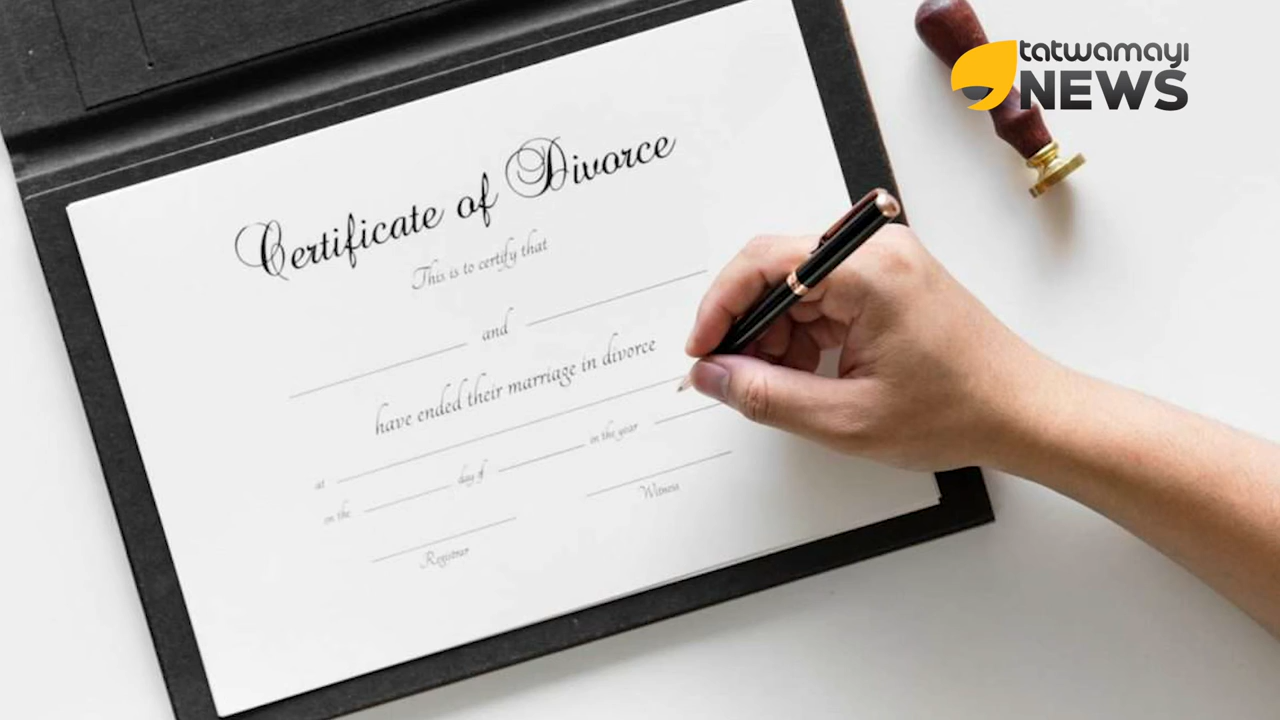 tatwamayi
NEWS
Certificate of Divorce
This is to certify that
and
have ended their marriage in divorce
at
on the day of in the year
Registrar Witness